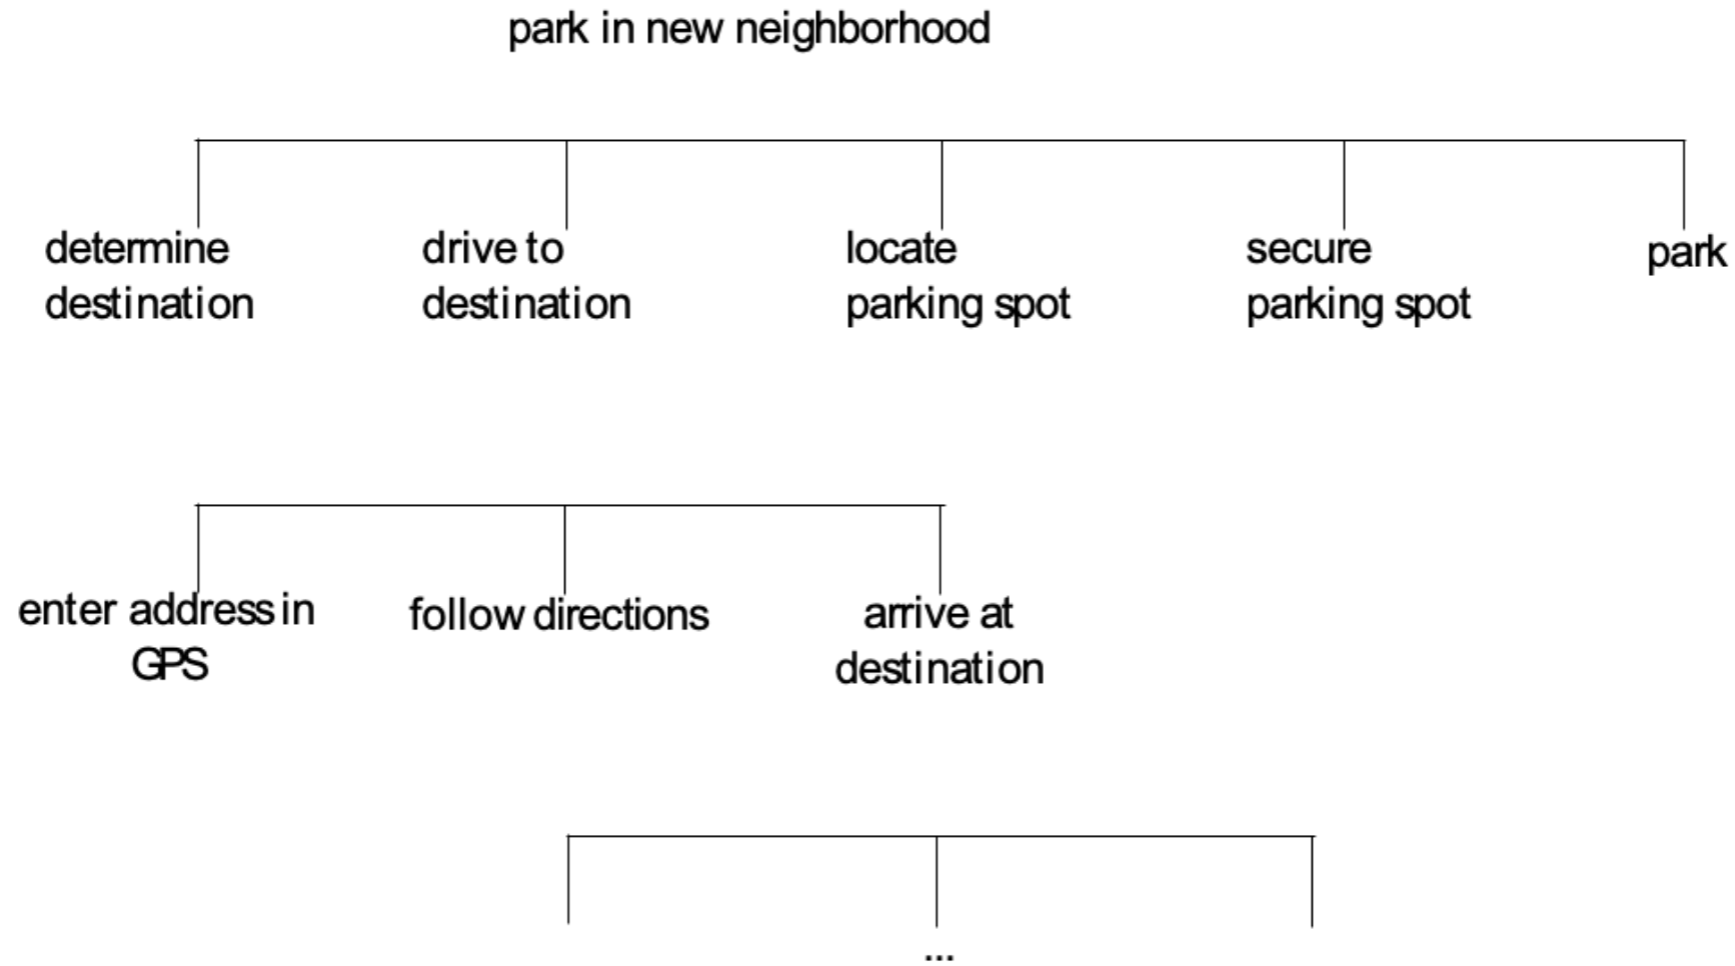 park in new neighborhood
determine
destination
drive to
destination
locate
parking spot
secure
parking spot
park
enter address in
GPS
follow directions
arrive at
destination
...